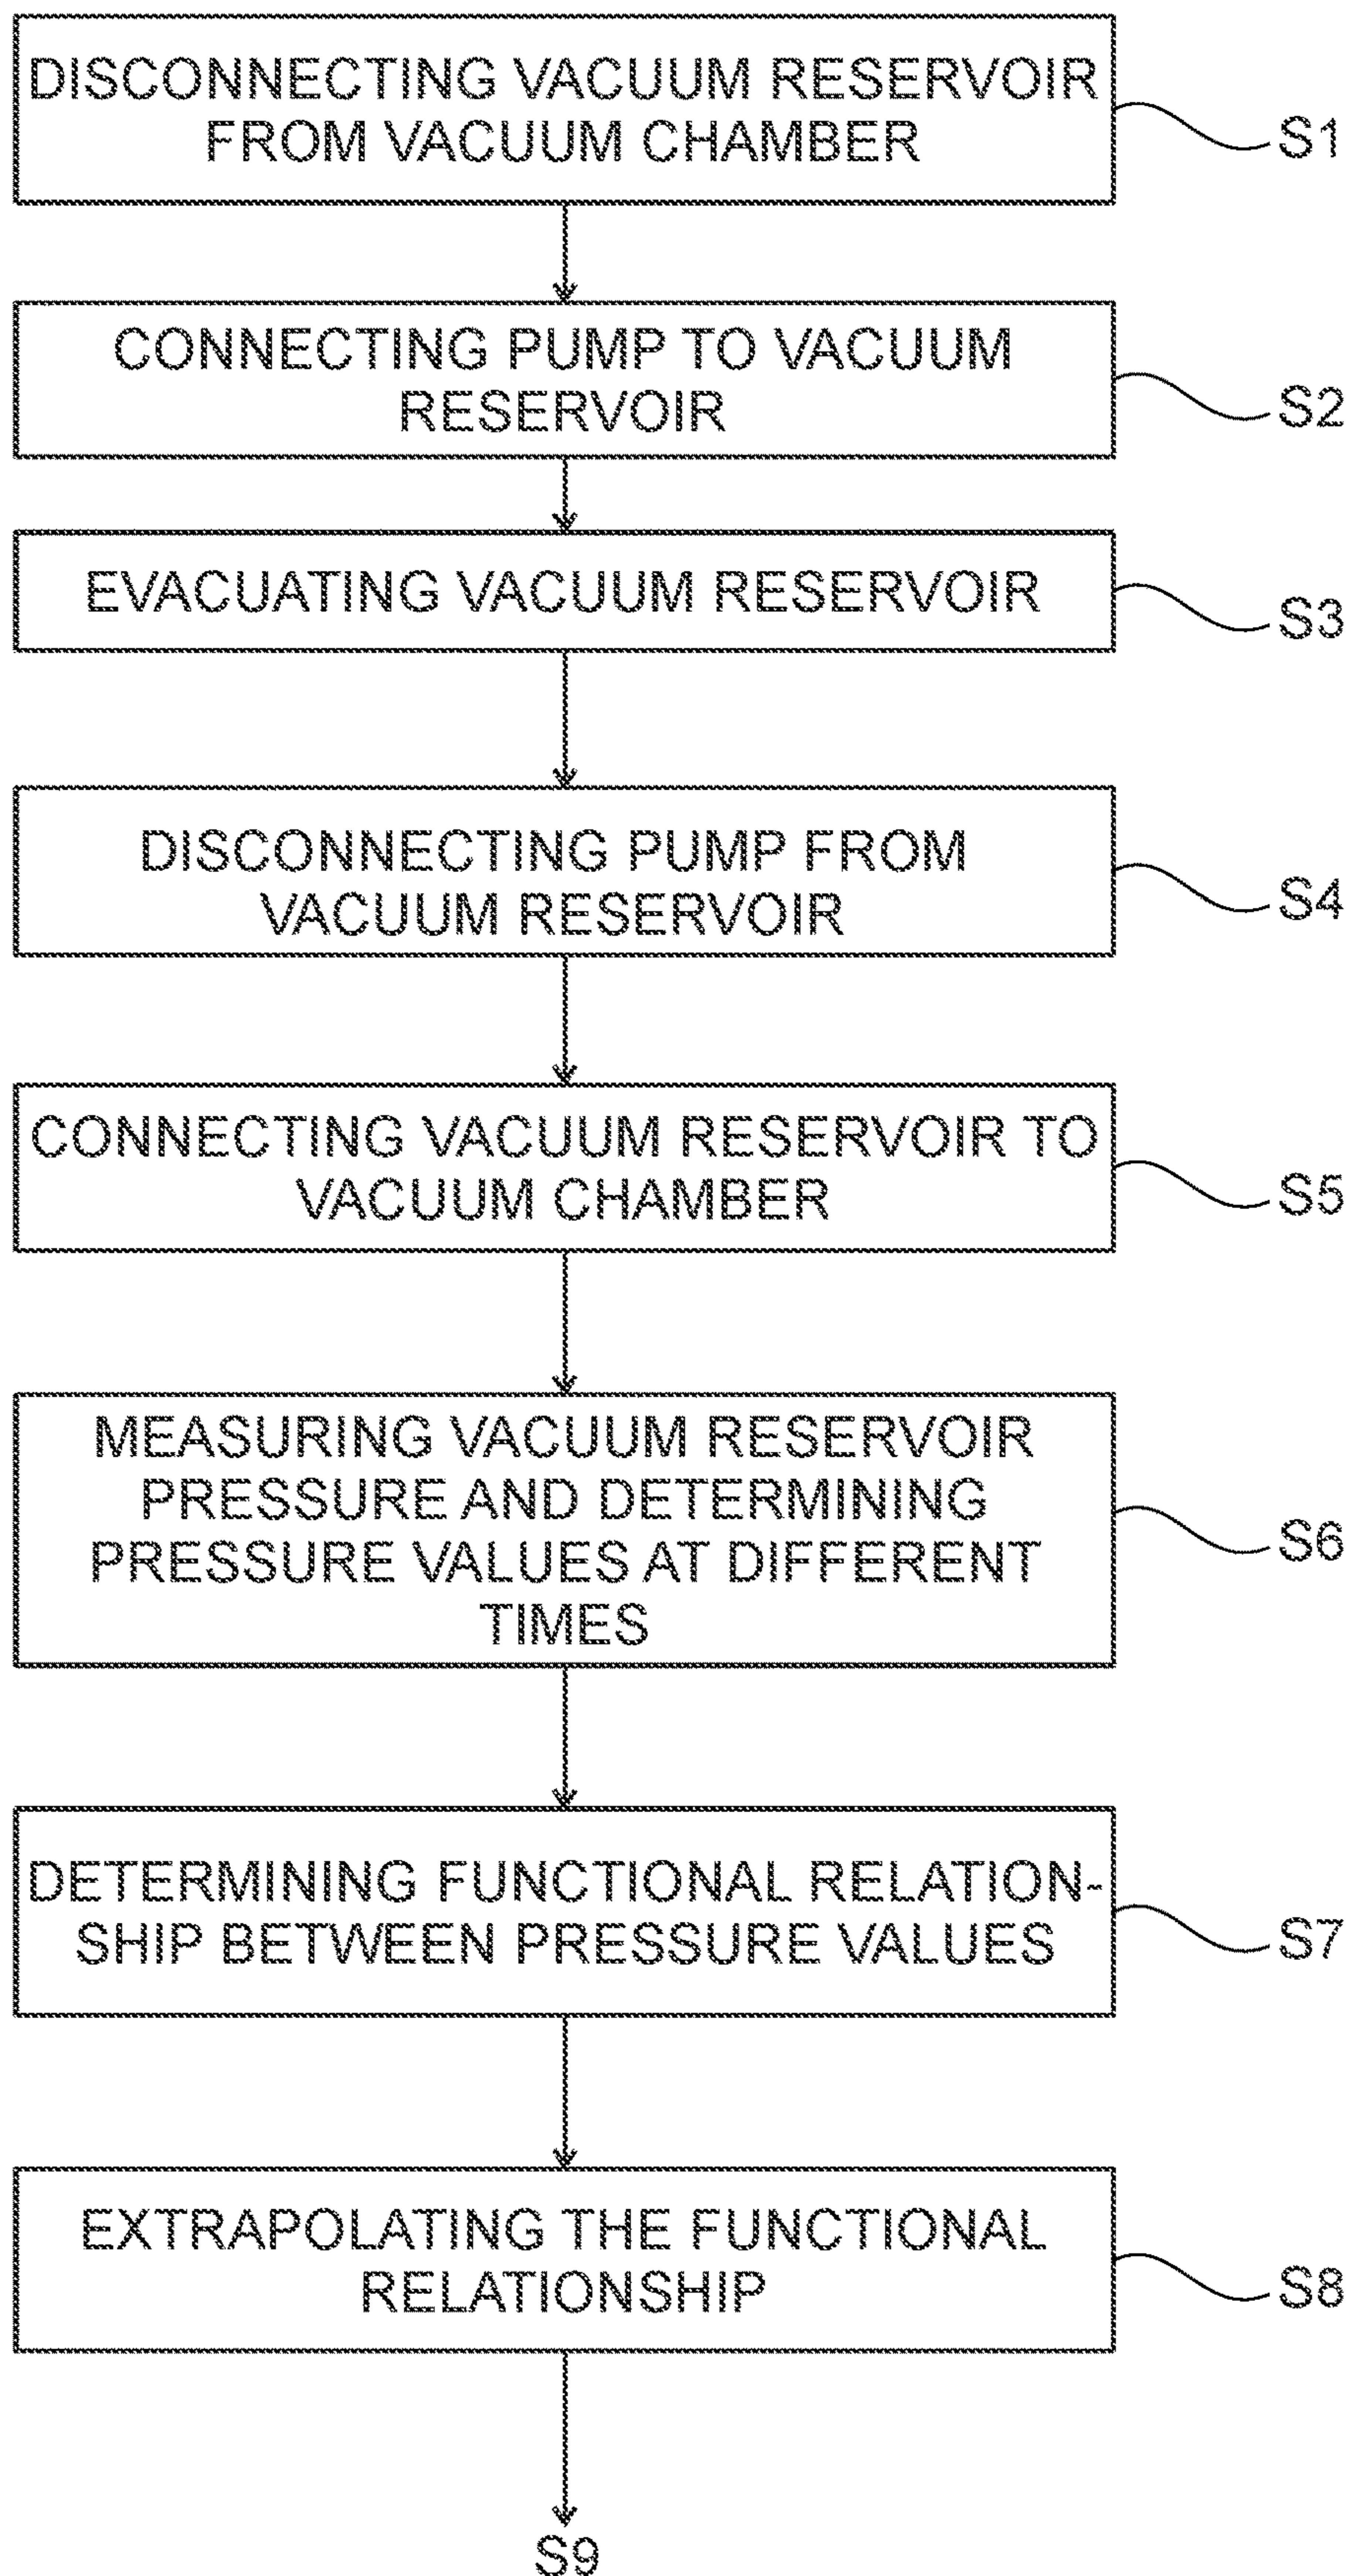 DISCONNECTING VACUUM RESERVOIR
FROM VACUUM CHAMBER
S1
CONNECTING PUMP TO VACUUM
RESERVOIR
S2
EVACUATING VACUUM RESERVOIR
S3
DISCONNECTING PUMP FROM
VACUUM RESERVOIR
S4
CONNECTING VACUUM RESERVOIR TO
VACUUM CHAMBER
S5
MEASURING VACUUM RESERVOIR
PRESSURE AND DETERMINING
PRESSURE VALUES AT DIFFERENT
TIMES
S6
DETERMINING FUNCTIONAL RELATION-
SHIP BETWEEN PRESSURE VALUES
S7
EXTRAPOLATING THE FUNCTIONAL
RELATIONSHIP
S8
S9